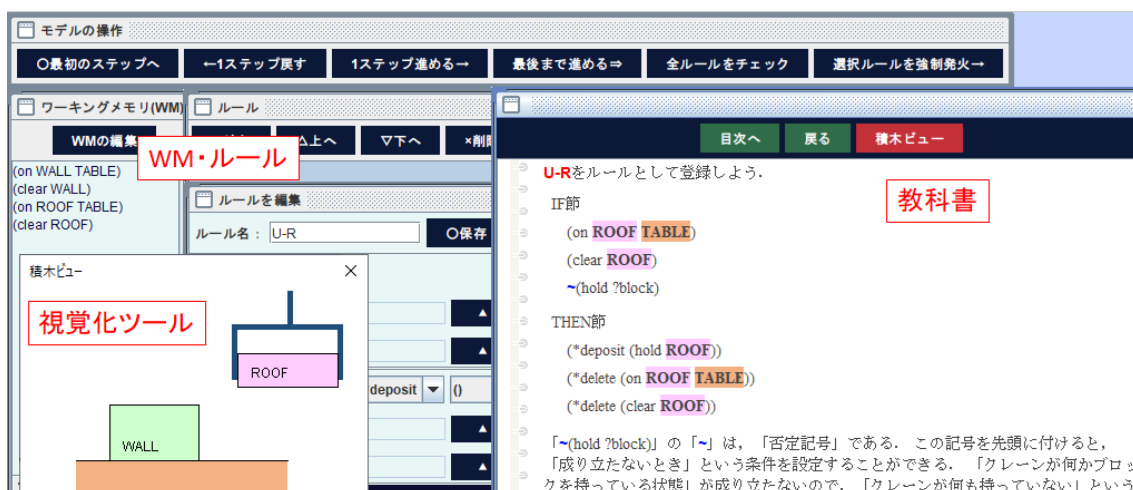 モデルの操作
○最初のステップへ
←1ステップ戻す
1ステップ進める→
最後まで進める⇒
全ルールをチェック
選択ルールを強制発火→
ワーキングメモリ(WM)
WMの編集
(on WALL TABLE)
(clear WALL)
(on ROOF TABLE)
(clear ROOF)
WM・ルール
ルール
△上へ
▽下へ
×削除
ルールを編集
ルール名：
U-R
○保存
▲
▲
deposit
()
▲
▲
積木ビュー
×
視覚化ツール
ROOF
WALL
目次へ
戻る
積木ビュー
教科書
U-Rをルールとして登録しよう．
IF節
(on ROOF TABLE)
(clear ROOF)
~(hold ?block)
THEN節
(*deposit (hold ROOF))
(*delete (on ROOF TABLE))
(*delete (clear ROOF))
「~(hold ?block)」の「~」は，「否定記号」である．この記号を先頭に付けると，
「成り立たないとき」という条件を設定することができる．「クレーンが何かブロッ
クを持っている状態」が成り立たないので，「クレーンが何も持っていない」という